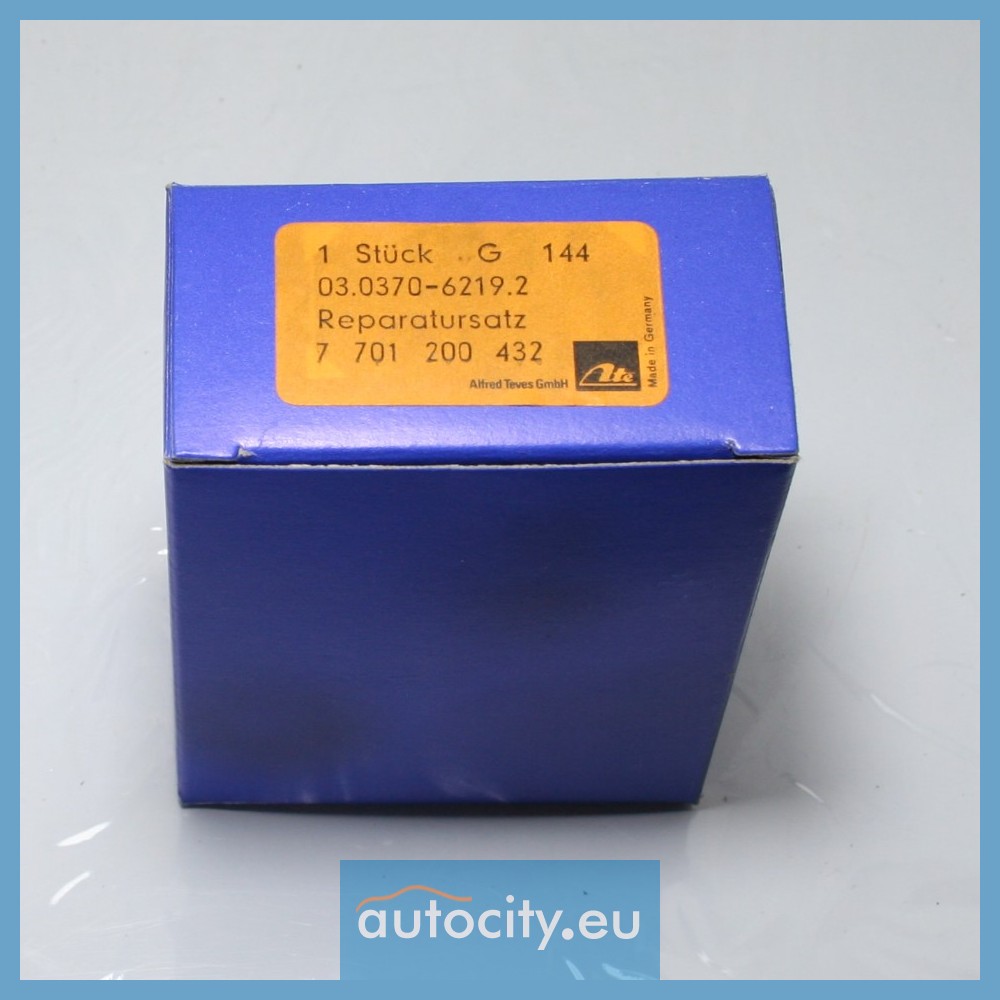 1 Stück G 144
03.0370-6219.2
Reparatursatz
7 701 200 432
Alfred Teves GmbH
Ate
Made in Germany
autocity.eu